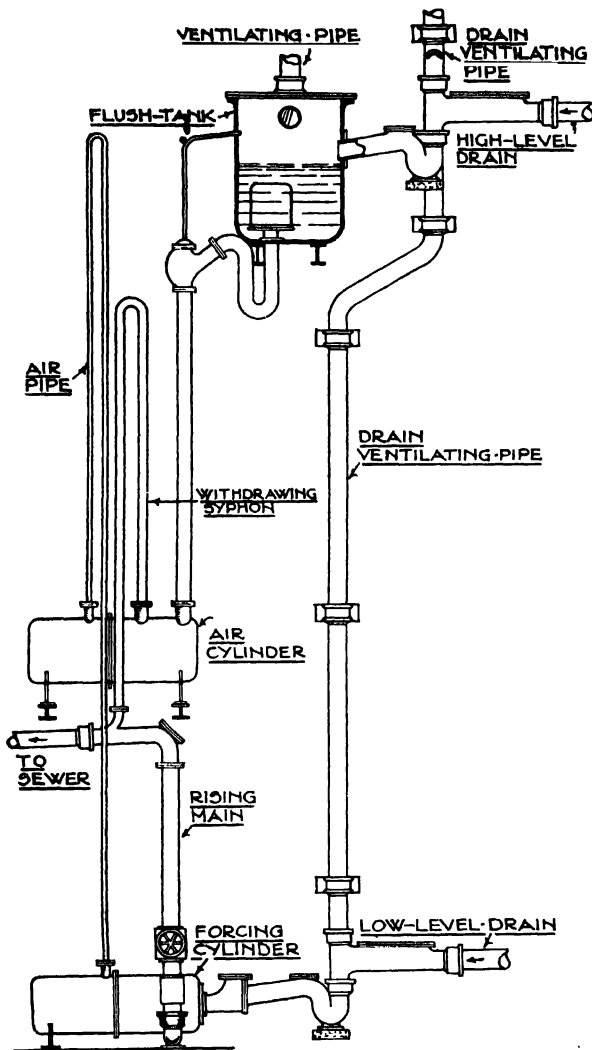 VENTILATING·PIPE
DRAIN
VENTILATING
PIPE
FLUSH-TANK
HIGH-LEVEL
DRAIN
AIR
PIPE
DRAIN
VENTILATING·PIPE
WITHDRAWING
SYPHON
AIR
CYLINDER
TO
SEWER
RISING
MAIN
FORCING
CYLINDER
LOW-LEVEL·DRAIN